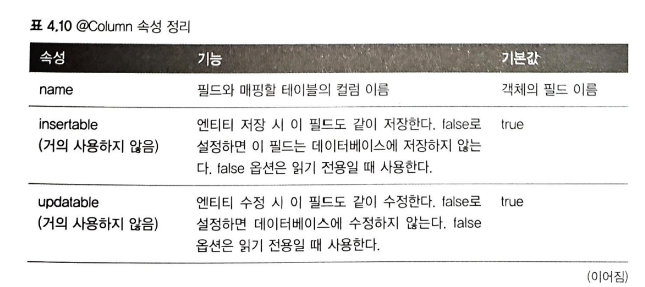 표 4.10 @Column 속성 정리
속성 기능 기본값
name 필드와 매핑할 테이블의 컬럼 이름 객체의 필드 이름
insertable 엔티티 저장 시 이 필드도 같이 저장한다. false로 true
(거의 사용하지 않음) 설정하면 이 필드는 데이터베이스에 저장하지 않는
다. false 옵션은 읽기 전용일 때 사용한다.
updatable 엔티티 수정 시 이 필드도 같이 수정한다. false로 true
(거의 사용하지 않음) 설정하면 데이터베이스에 수정하지 않는다. false
옵션은 읽기 전용일 때 사용한다.
(이어짐)